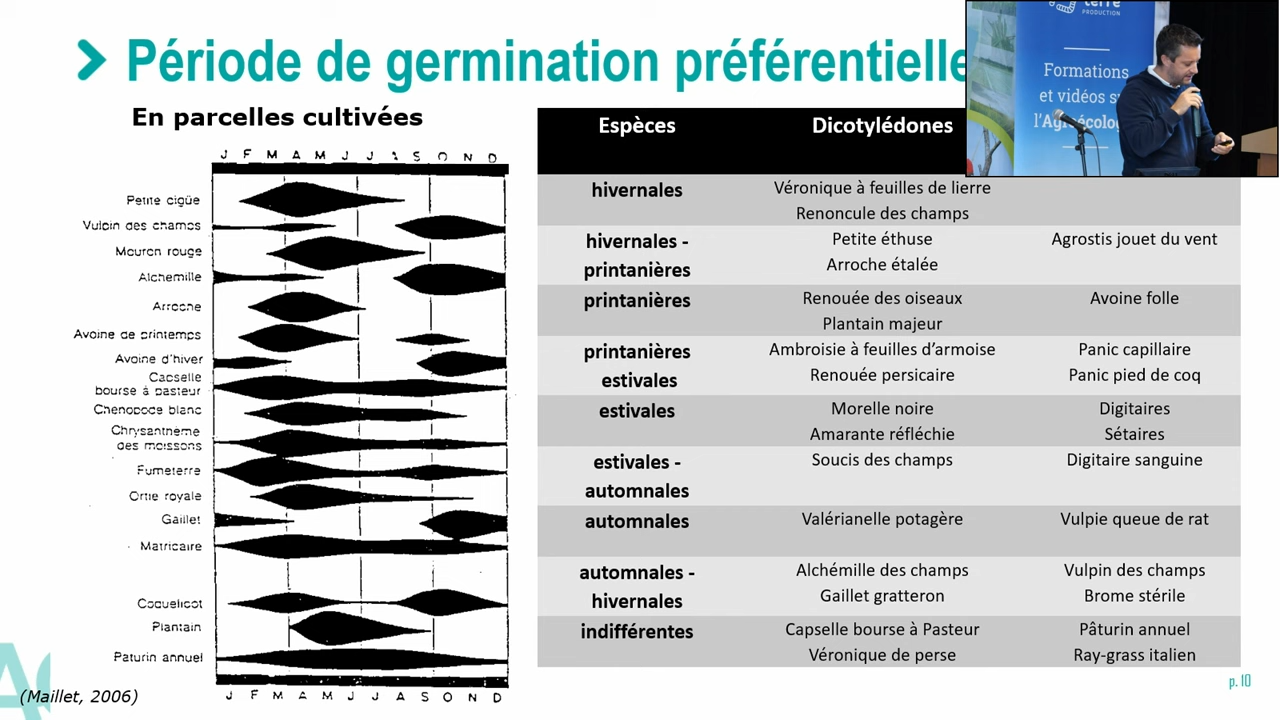 Période de germination préférentielle
En parcelles cultivées
J F M A M J J A S O N D
Petite cigüe
Vulpin des champs
Mouron rouge
Alchemille
Arroche
Avoine de printemps
Avoine d'hiver
Capselle
bourse à pasteur
Chenopode blanc
Chrysanthème
des moissons
Fumeterre
Ortie royale
Gaillet
Matricaire
Coquelicot
Plantain
Paturin annuel
J F M A M J J A S O N D
(Maillet, 2006)
Espèces Dicotylédones
hivernales Véronique à feuilles de lierre
Renoncule des champs
hivernales - Petite éthuse Agrostis jouet du vent
printanières Arroche étalée
printanières Renouée des oiseaux Avoine folle
Plantain majeur
printanières Ambroisie à feuilles d'armoise Panic capillaire
estivales Renouée persicaire Panic pied de coq
estivales Morelle noire Digitaires
Amarante réfléchie Sétaires
estivales - Soucis des champs Digitaire sanguine
automnales
automnales Valérianelle potagère Vulpie queue de rat
automnales - Alchémille des champs Vulpin des champs
hivernales Gaillet gratteron Brome stérile
indifférentes Capselle bourse à Pasteur Pâturin annuel
Véronique de perse Ray-grass italien
p. 10
terre
PRODUCTION
Formations
et vidéos su
l'Agroécolog